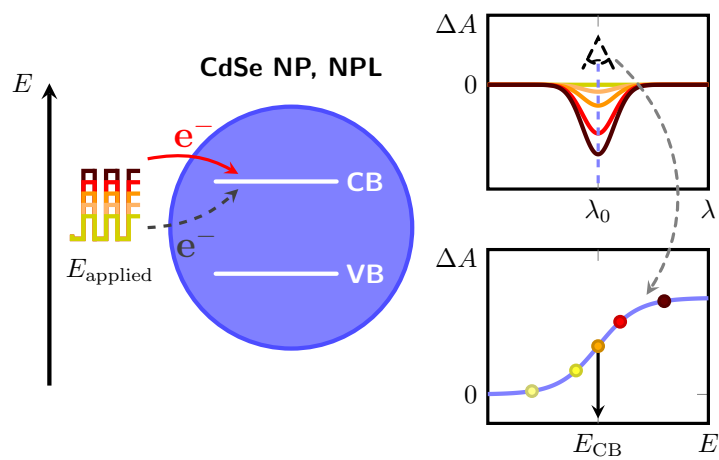 CdSe NP, NPL
E
e⁻
CB
e⁻
E_applied
VB
ΔA
0
λ₀
λ
ΔA
0
E_CB
E